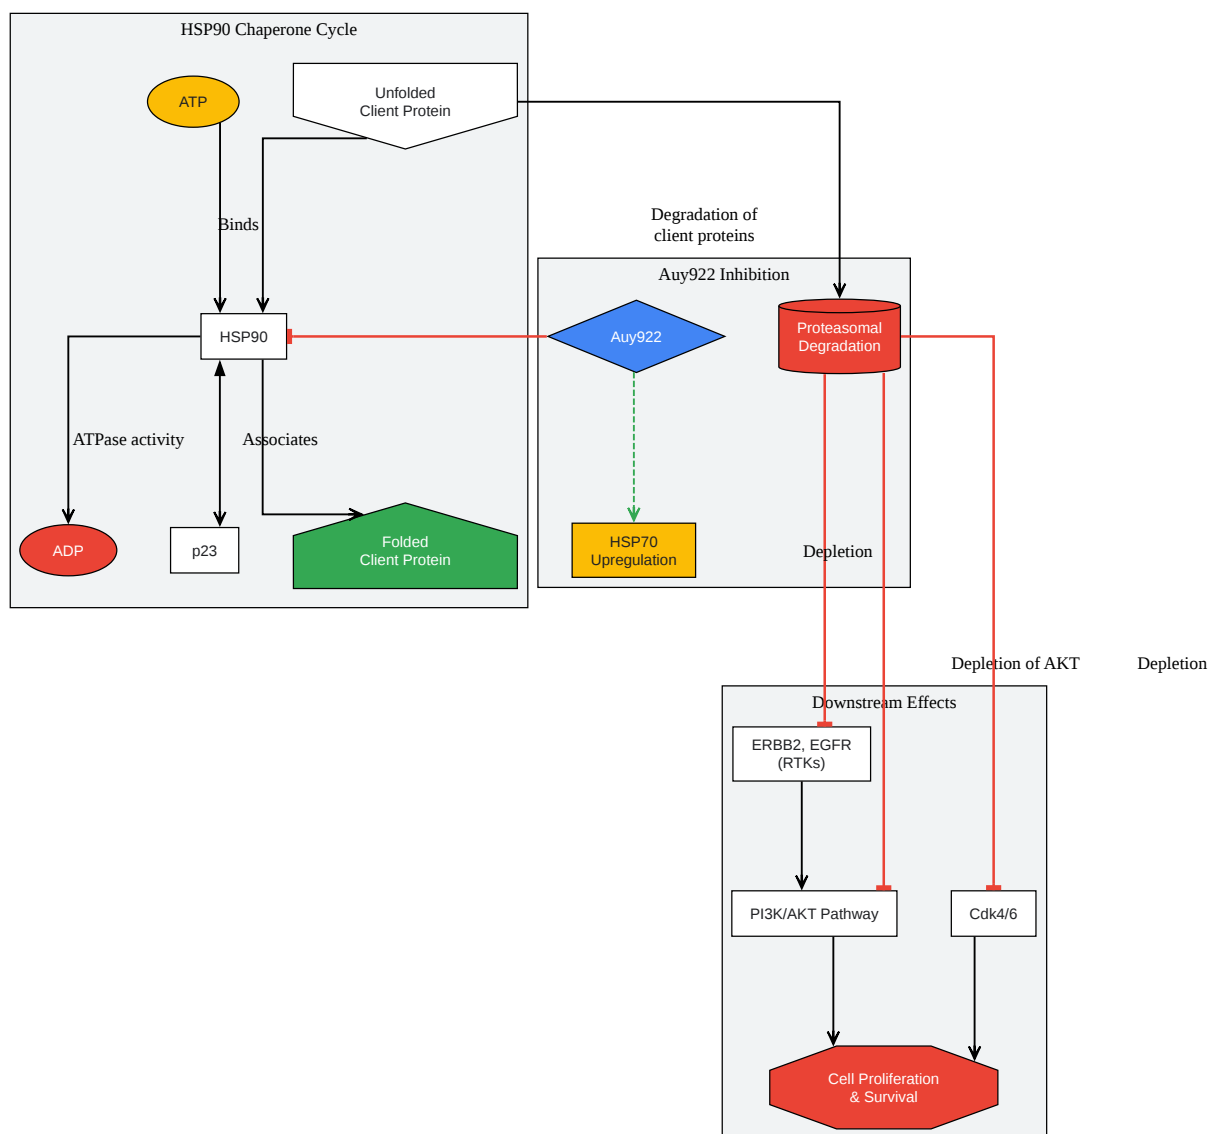 HSP90 Chaperone Cycle
ATP
Unfolded
Client Protein
Binds
Degradation of
client proteins
Auy922 Inhibition
HSP90
Auy922
Proteasomal
Degradation
ATPase activity
Associates
ADP
p23
Folded
Client Protein
HSP70
Upregulation
Depletion
Depletion of AKT
Depletion
Downstream Effects
ERBB2, EGFR
(RTKs)
PI3K/AKT Pathway
Cdk4/6
Cell Proliferation
& Survival